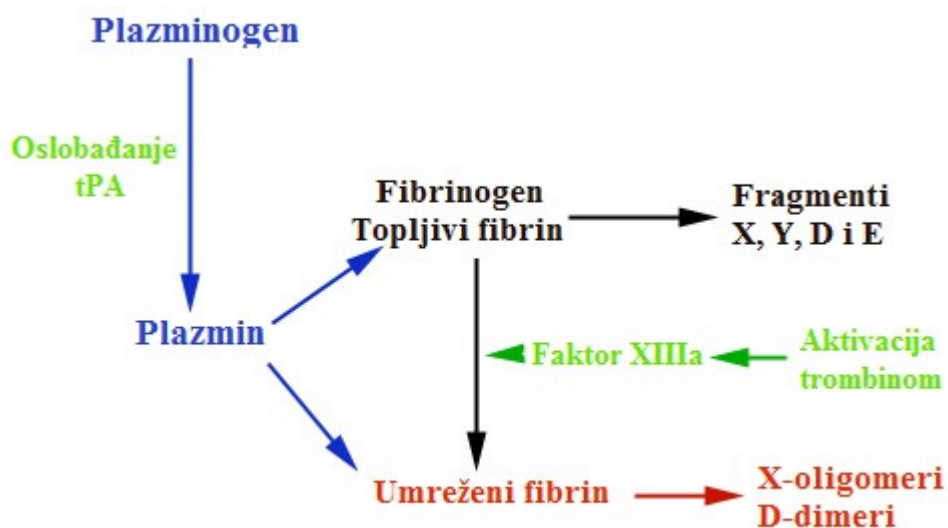 Plazminogen
Oslobađanje
tPA
Fibrinogen
Topljivi fibrin
Fragmenti
X, Y, D i E
Plazmin
Faktor XIIIa
Aktivacija
trombinom
Umreženi fibrin
X-oligomeri
D-dimeri